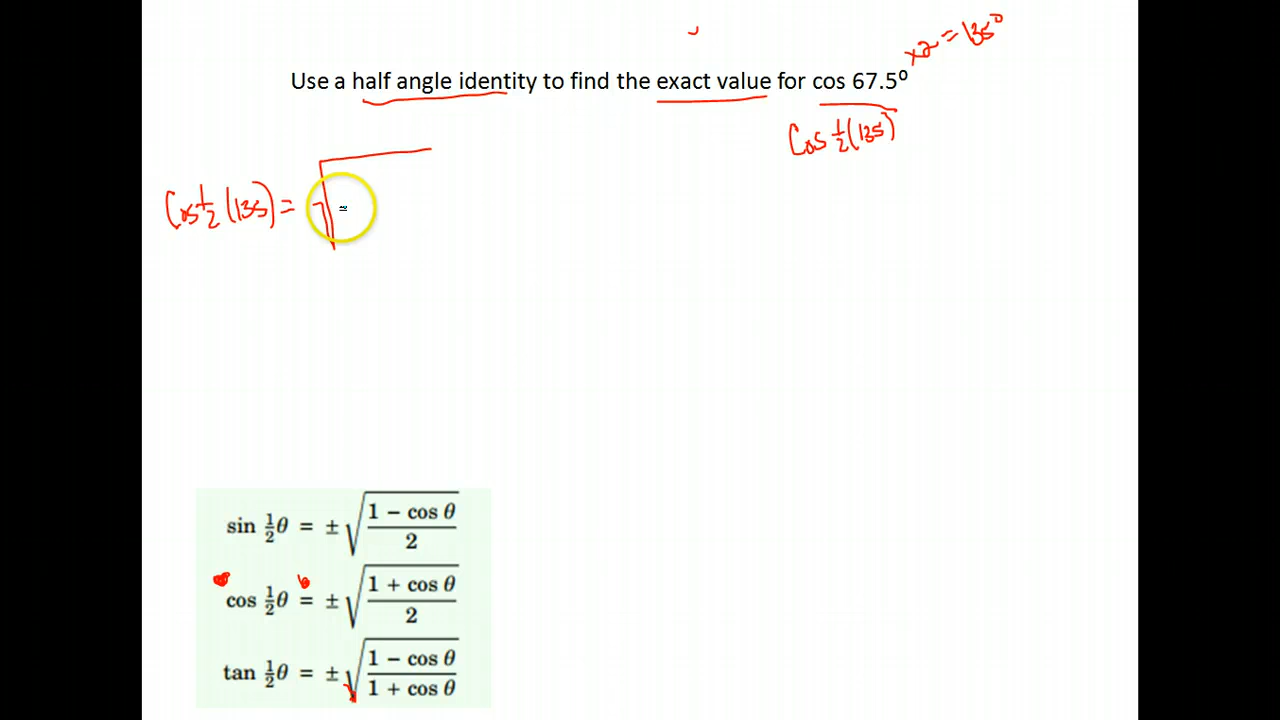 ×2 = 135°
Use a half angle identity to find the exact value for cos 67.5º
Cos ½(135)
Cos ½(135) =
sin ½θ = ±√((1 − cos θ)/2)
cos ½θ = ±√((1 + cos θ)/2)
tan ½θ = ±√((1 − cos θ)/(1 + cos θ))